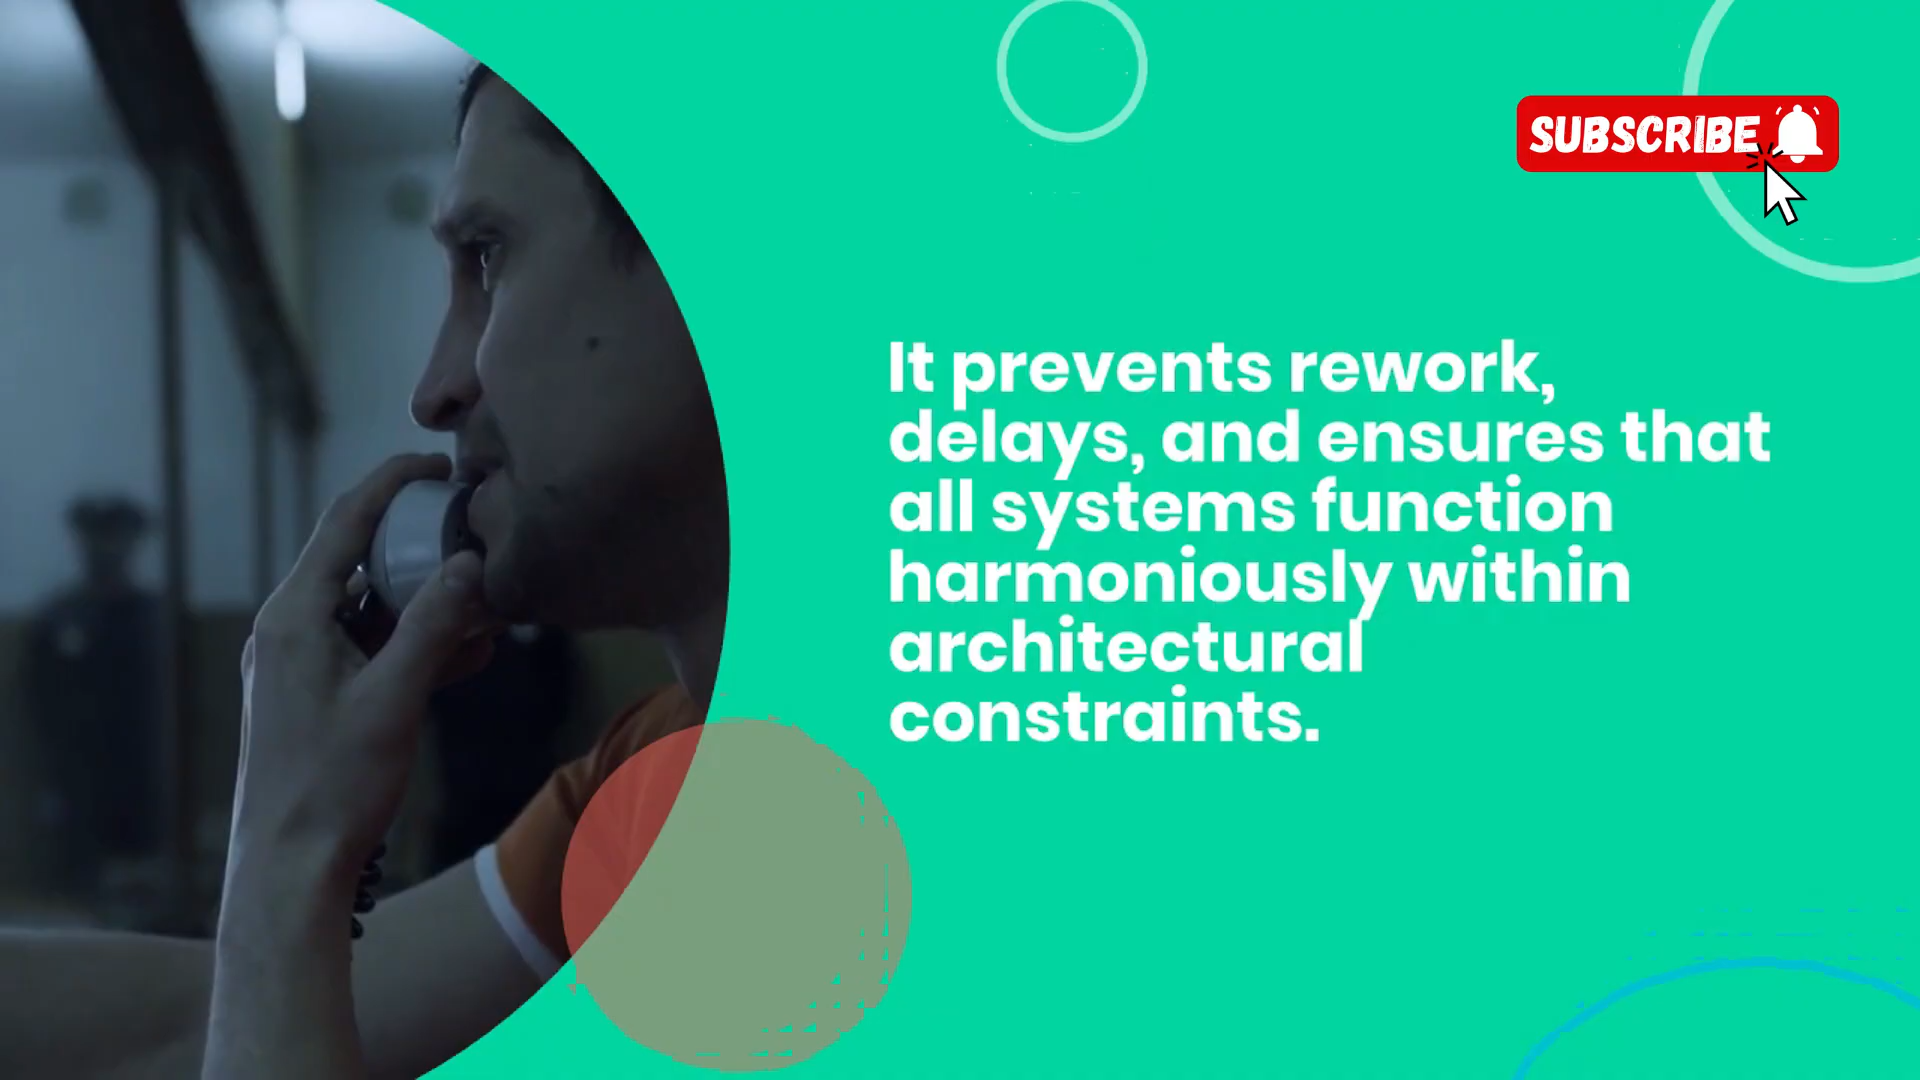 SUBSCRIBE
It prevents rework,
delays, and ensures that
all systems function
harmoniously within
architectural
constraints.